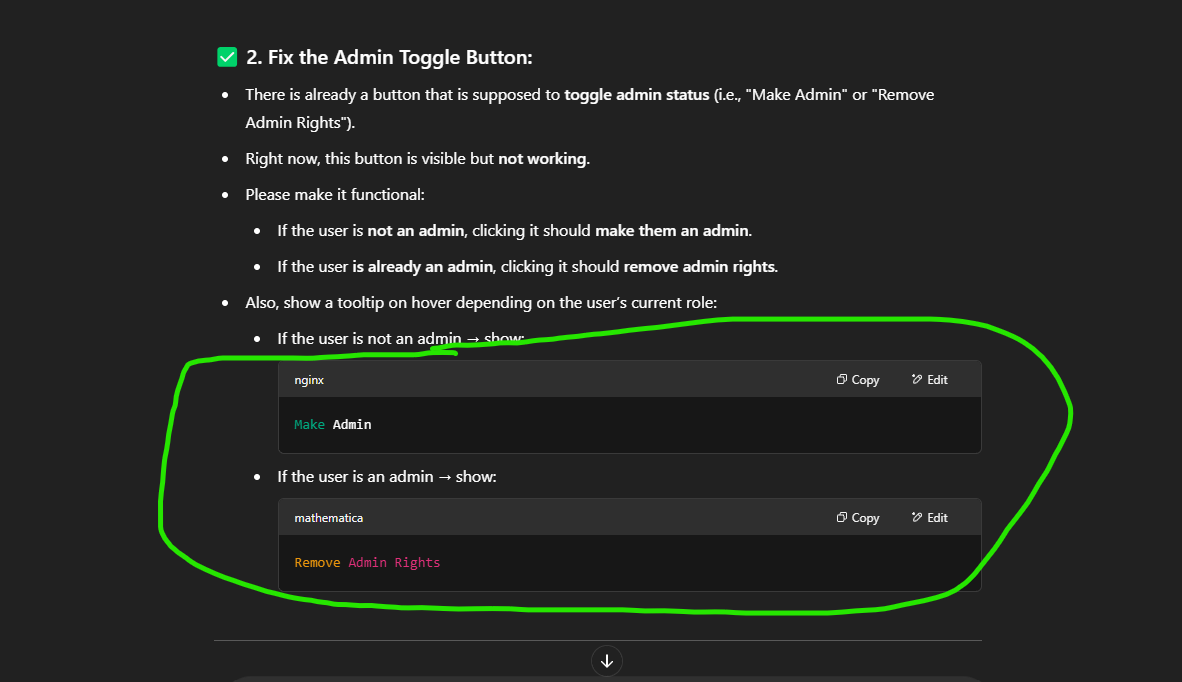 ✅ 2. Fix the Admin Toggle Button:
• There is already a button that is supposed to toggle admin status (i.e., "Make Admin" or "Remove
Admin Rights").
• Right now, this button is visible but not working.
• Please make it functional:
• If the user is not an admin, clicking it should make them an admin.
• If the user is already an admin, clicking it should remove admin rights.
• Also, show a tooltip on hover depending on the user’s current role:
• If the user is not an admin → show:
nginx Copy Edit
Make Admin
• If the user is an admin → show:
mathematica Copy Edit
Remove Admin Rights